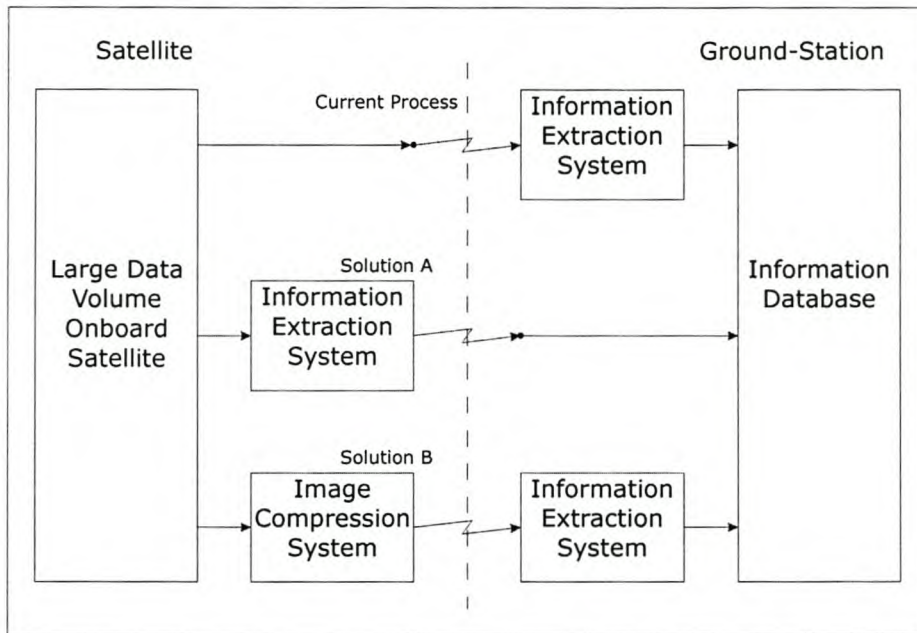 Satellite
Ground-Station
Current Process
Information
Extraction
System
Large Data
Volume
Onboard
Satellite
Solution A
Information
Extraction
System
Information
Database
Solution B
Image
Compression
System
Information
Extraction
System